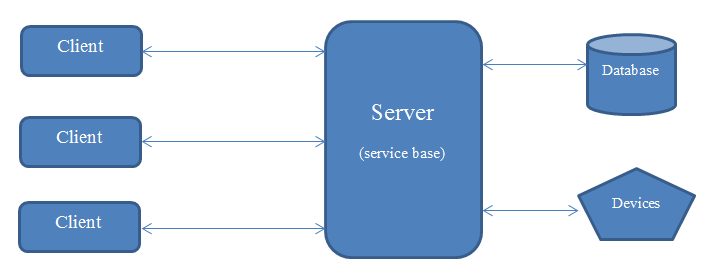 Client
Client
Client
Server
(service base)
Database
Devices